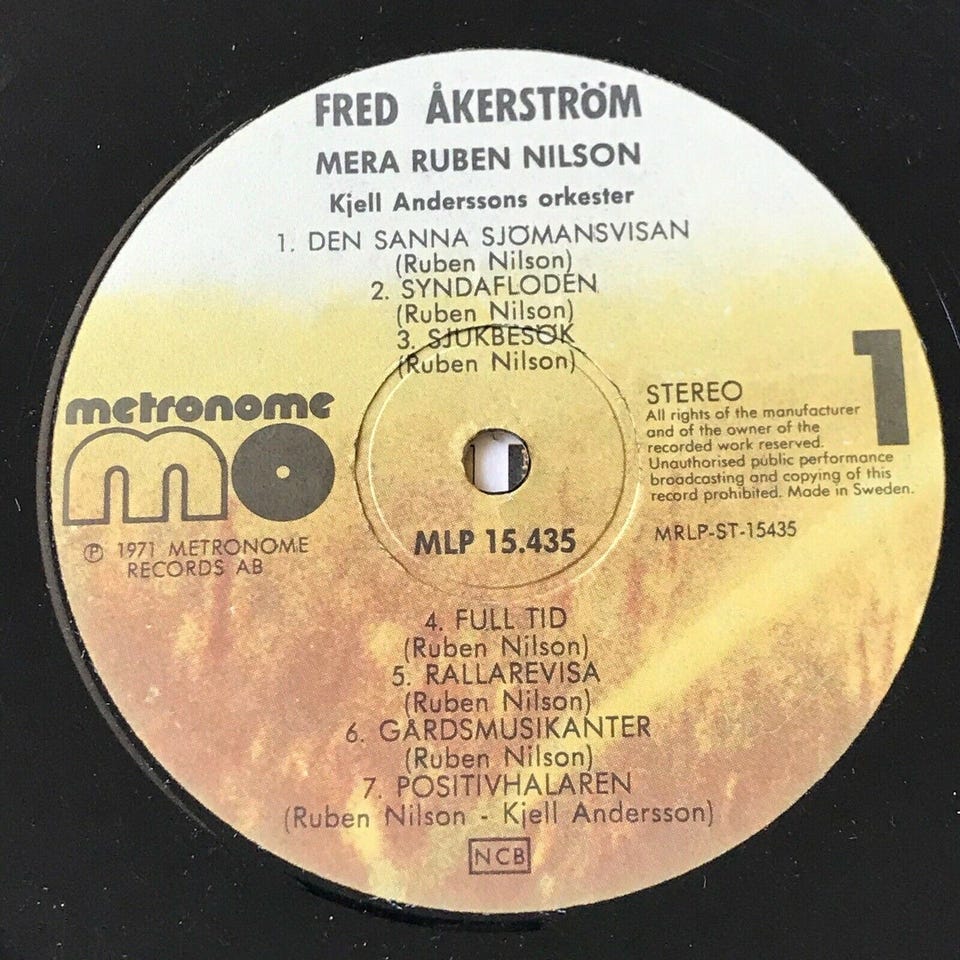 FRED ÅKERSTRÖM
MERA RUBEN NILSON
Kjell Anderssons orkester
1. DEN SANNA SJÖMANSVISAN
(Ruben Nilson)
2. SYNDAFLODEN
(Ruben Nilson)
3. SJUKBESÖK
(Ruben Nilson)
metronome
mo
℗ 1971 METRONOME
RECORDS AB
MLP 15.435
1
STEREO
All rights of the manufacturer
and of the owner of the
recorded work reserved.
Unauthorised public performance
broadcasting and copying of this
record prohibited. Made in Sweden.
MRLP-ST-15435
4. FULL TID
(Ruben Nilson)
5. RALLAREVISA
(Ruben Nilson)
6. GÅRDSMUSIKANTER
(Ruben Nilson)
7. POSITIVHALAREN
(Ruben Nilson - Kjell Andersson)
NCB